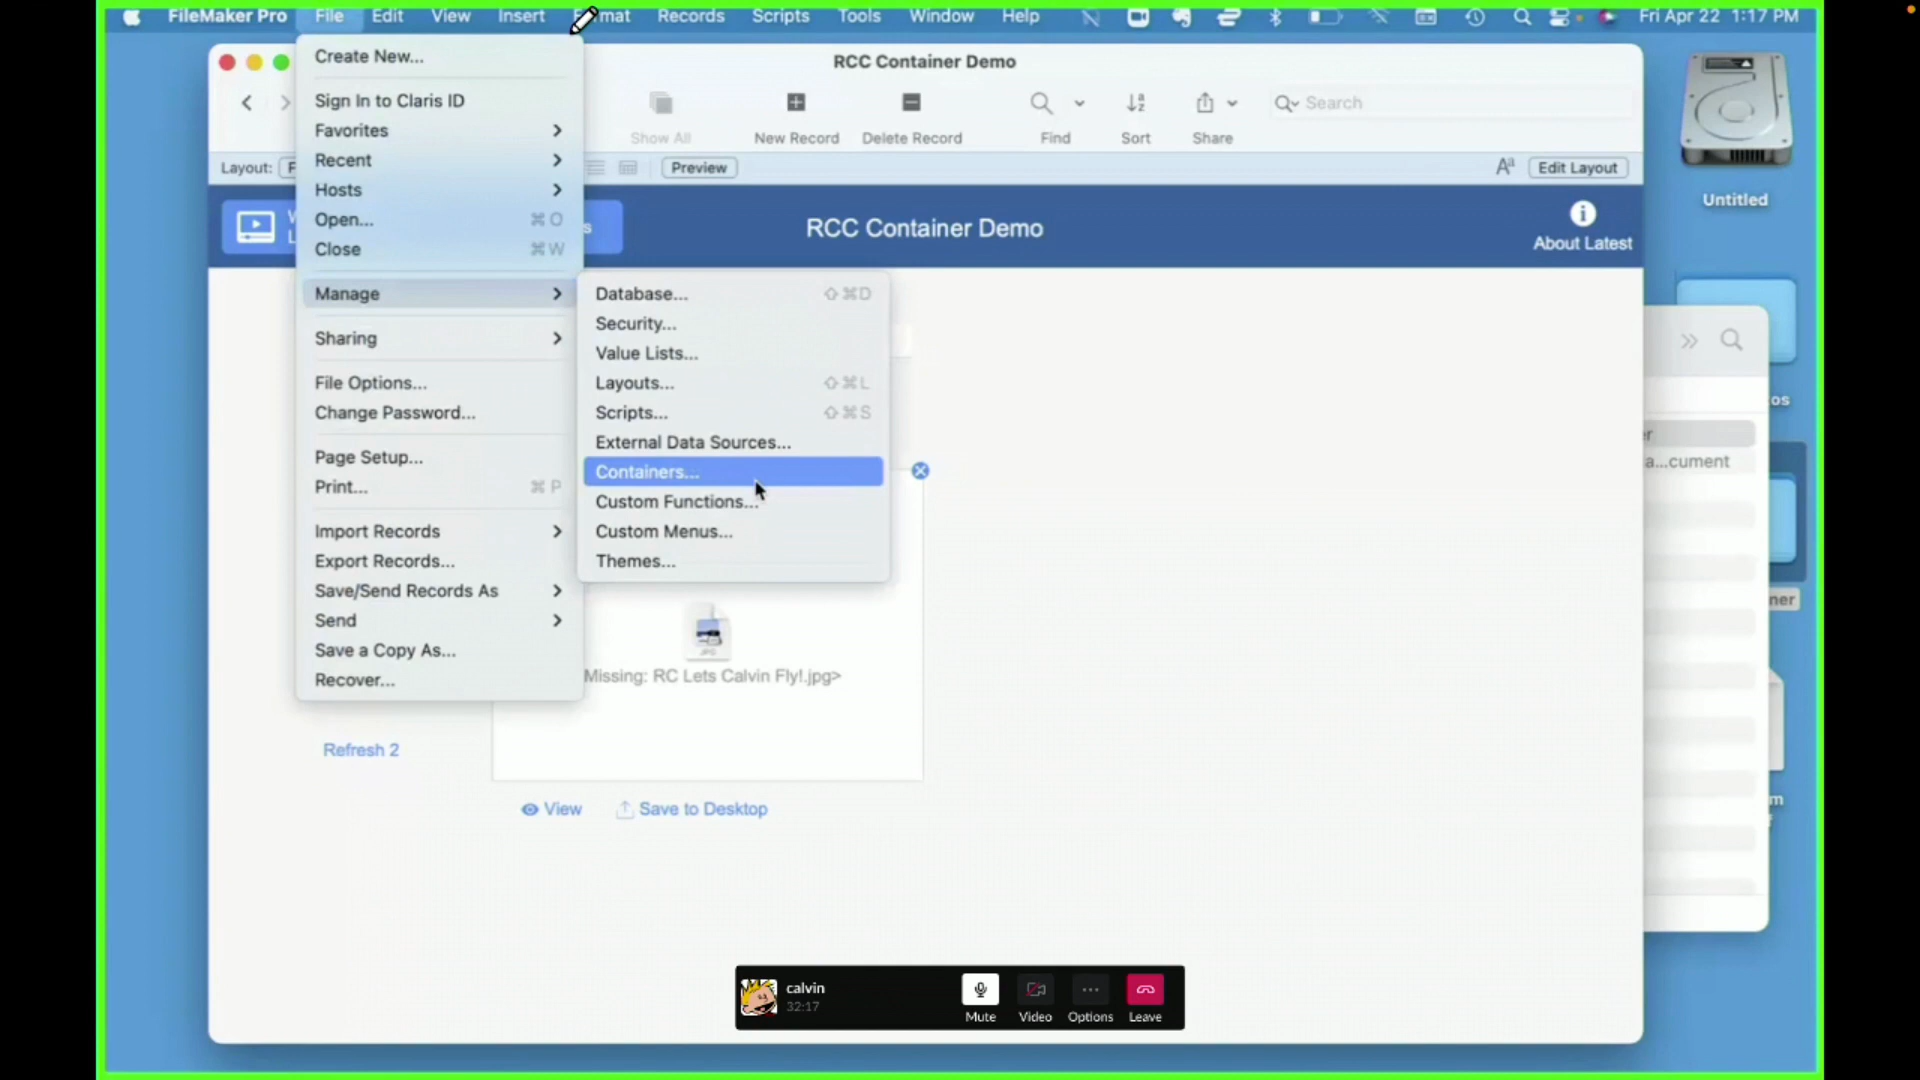 FileMaker Pro File Edit View Insert Format Records Scripts Tools Window Help Fri Apr 22 1:17 PM
RCC Container Demo
Create New...
Sign In to Claris ID
Favorites
Recent
Hosts
Open... ⌘ O
Close ⌘ W
Manage
Sharing
File Options...
Change Password...
Page Setup...
Print... ⌘ P
Import Records
Export Records...
Save/Send Records As
Send
Save a Copy As...
Recover...
Database... ⇧ ⌘ D
Security...
Value Lists...
Layouts... ⇧ ⌘ L
Scripts... ⇧ ⌘ S
External Data Sources...
Containers...
Custom Functions...
Custom Menus...
Themes...
Show All New Record Delete Record Find Sort Share Search
Layout: Preview Edit Layout
RCC Container Demo
About Latest
JPG
Missing: RC Lets Calvin Fly!.jpg>
Refresh 2
View Save to Desktop
Untitled
a...cument
calvin
32:17
Mute Video Options Leave